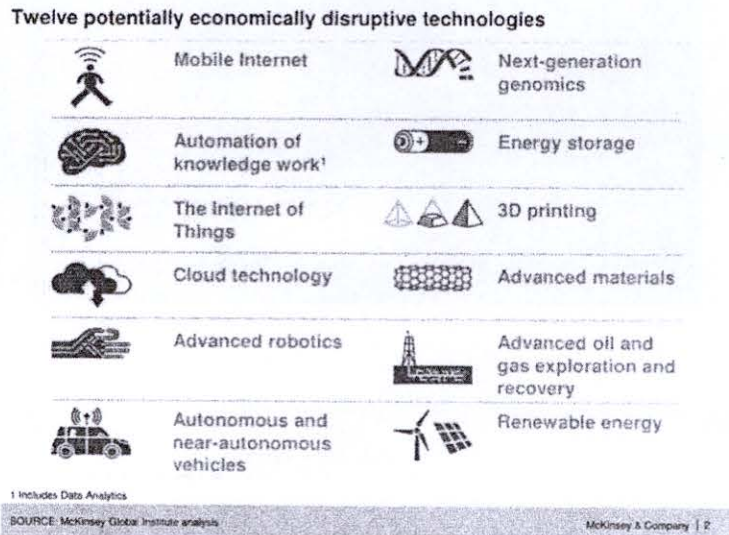 Twelve potentially economically disruptive technologies
Mobile Internet
Next-generation
genomics
Automation of
knowledge work¹
Energy storage
The Internet of
Things
3D printing
Cloud technology
Advanced materials
Advanced robotics
Advanced oil and
gas exploration and
recovery
Autonomous and
near-autonomous
vehicles
Renewable energy
1 Includes Data Analytics
SOURCE: McKinsey Global Institute analysis
McKinsey & Company | 2